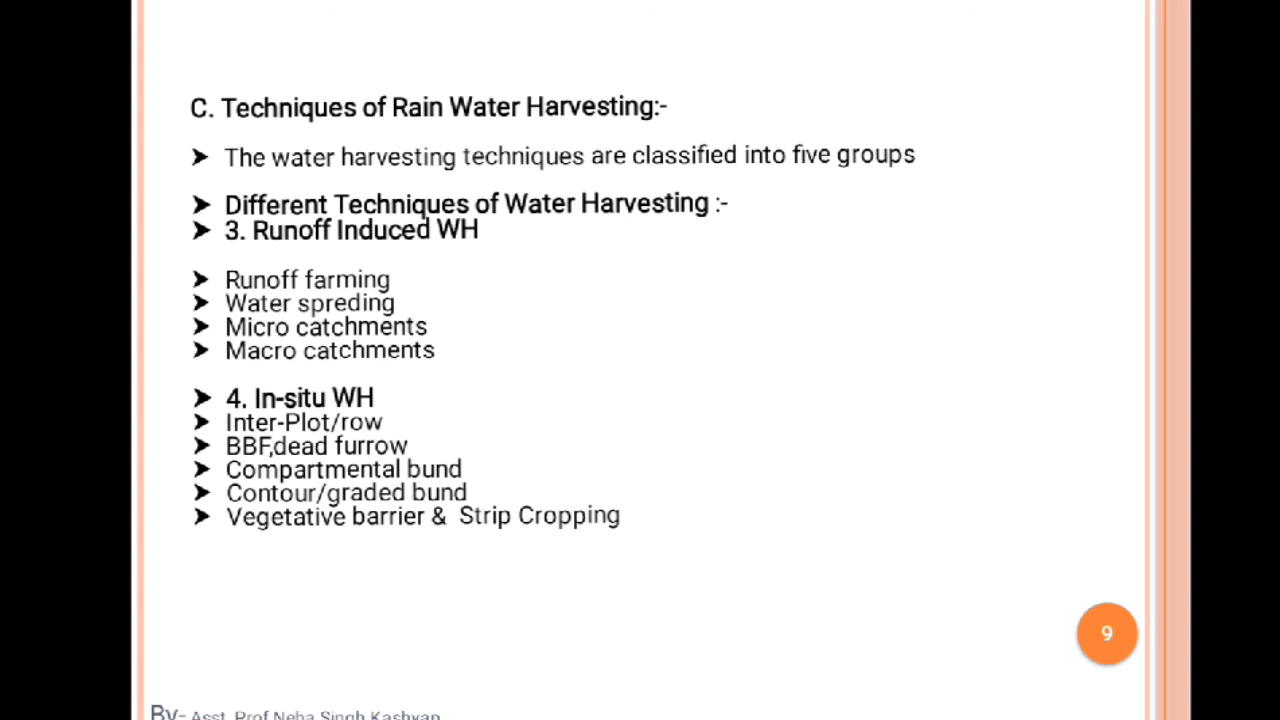 C. Techniques of Rain Water Harvesting:-
➤ The water harvesting techniques are classified into five groups
➤ Different Techniques of Water Harvesting :-
➤ 3. Runoff Induced WH
➤ Runoff farming
➤ Water spreding
➤ Micro catchments
➤ Macro catchments
➤ 4. In-situ WH
➤ Inter-Plot/row
➤ BBF,dead furrow
➤ Compartmental bund
➤ Contour/graded bund
➤ Vegetative barrier & Strip Cropping
9
By- Asst. Prof Neha Singh Kashyap